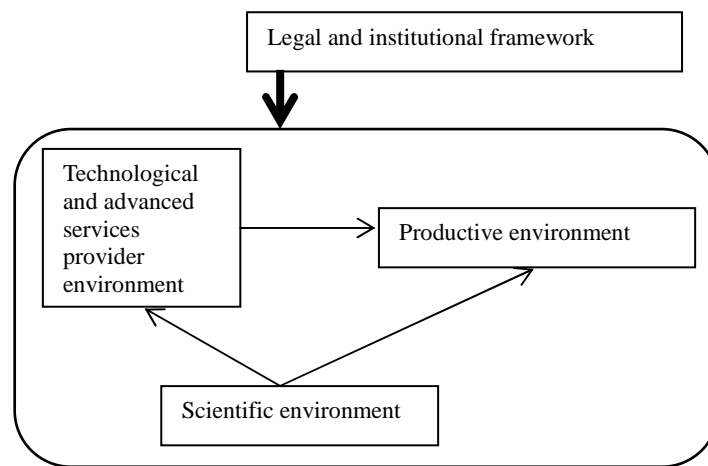 Legal and institutional framework
Technological
and advanced
services
provider
environment
Productive environment
Scientific environment